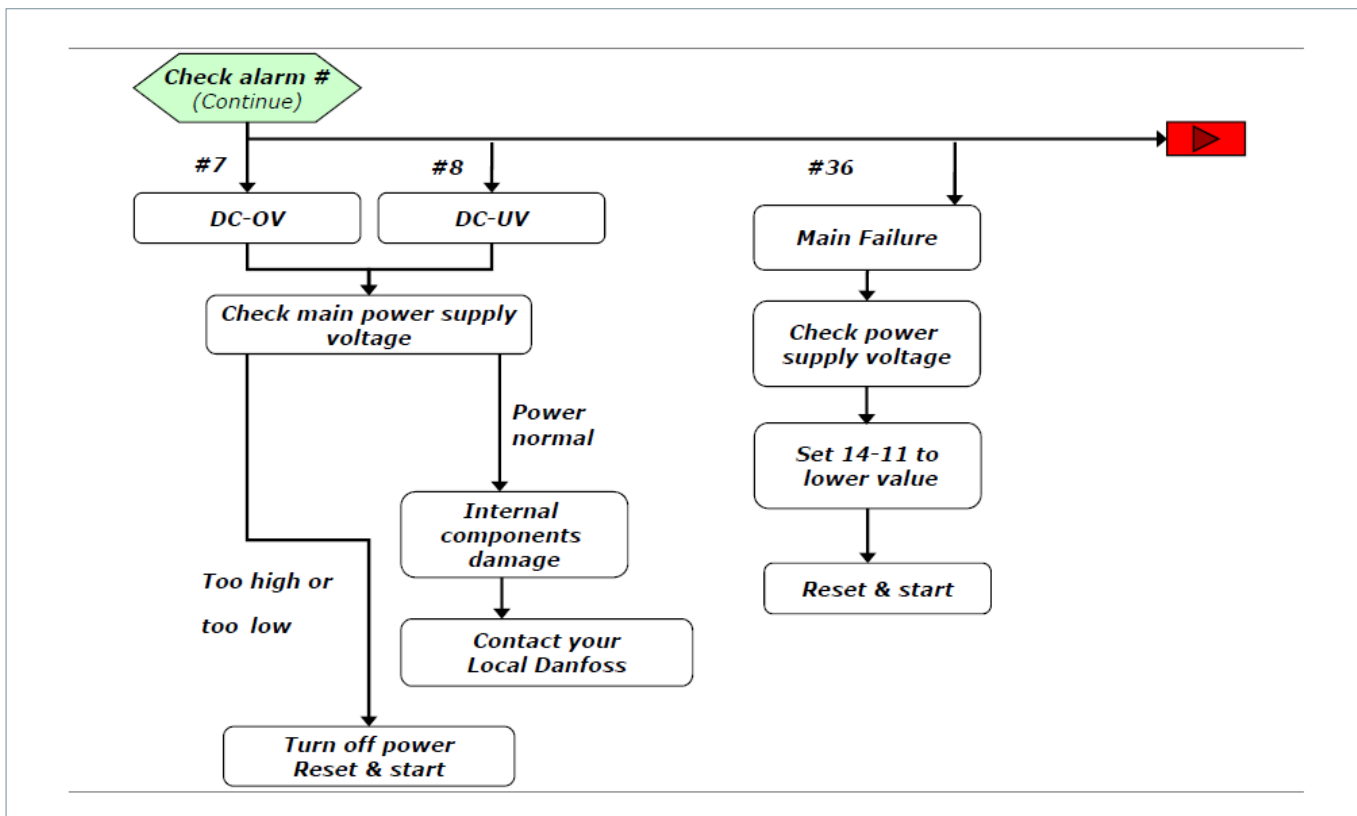 Check alarm #
(Continue)
#7
#8
#36
DC-OV
DC-UV
Main Failure
Check main power supply
voltage
Check power
supply voltage
Power
normal
Set 14-11 to
lower value
Internal
components
damage
Too high or
too low
Reset & start
Contact your
Local Danfoss
Turn off power
Reset & start